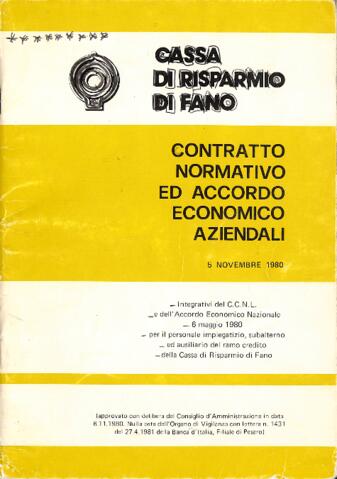 CASSA
DI RISPARMIO
DI FANO
CONTRATTO
NORMATIVO
ED ACCORDO
ECONOMICO
AZIENDALI
5 NOVEMBRE 1980
— Integrativi del C.C.N.L.
— e dell'Accordo Economico Nazionale
— 6 maggio 1980
— per il personale impiegatizio, subalterno
— ed ausiliario del ramo credito
— della Cassa di Risparmio di Fano
(approvato con delibera del Consiglio d'Amministrazione in data
6.11.1980. Nulla osta dell'Organo di Vigilanza con lettera n. 1431
del 27.4.1981 della Banca d'Italia, Filiale di Pesaro)